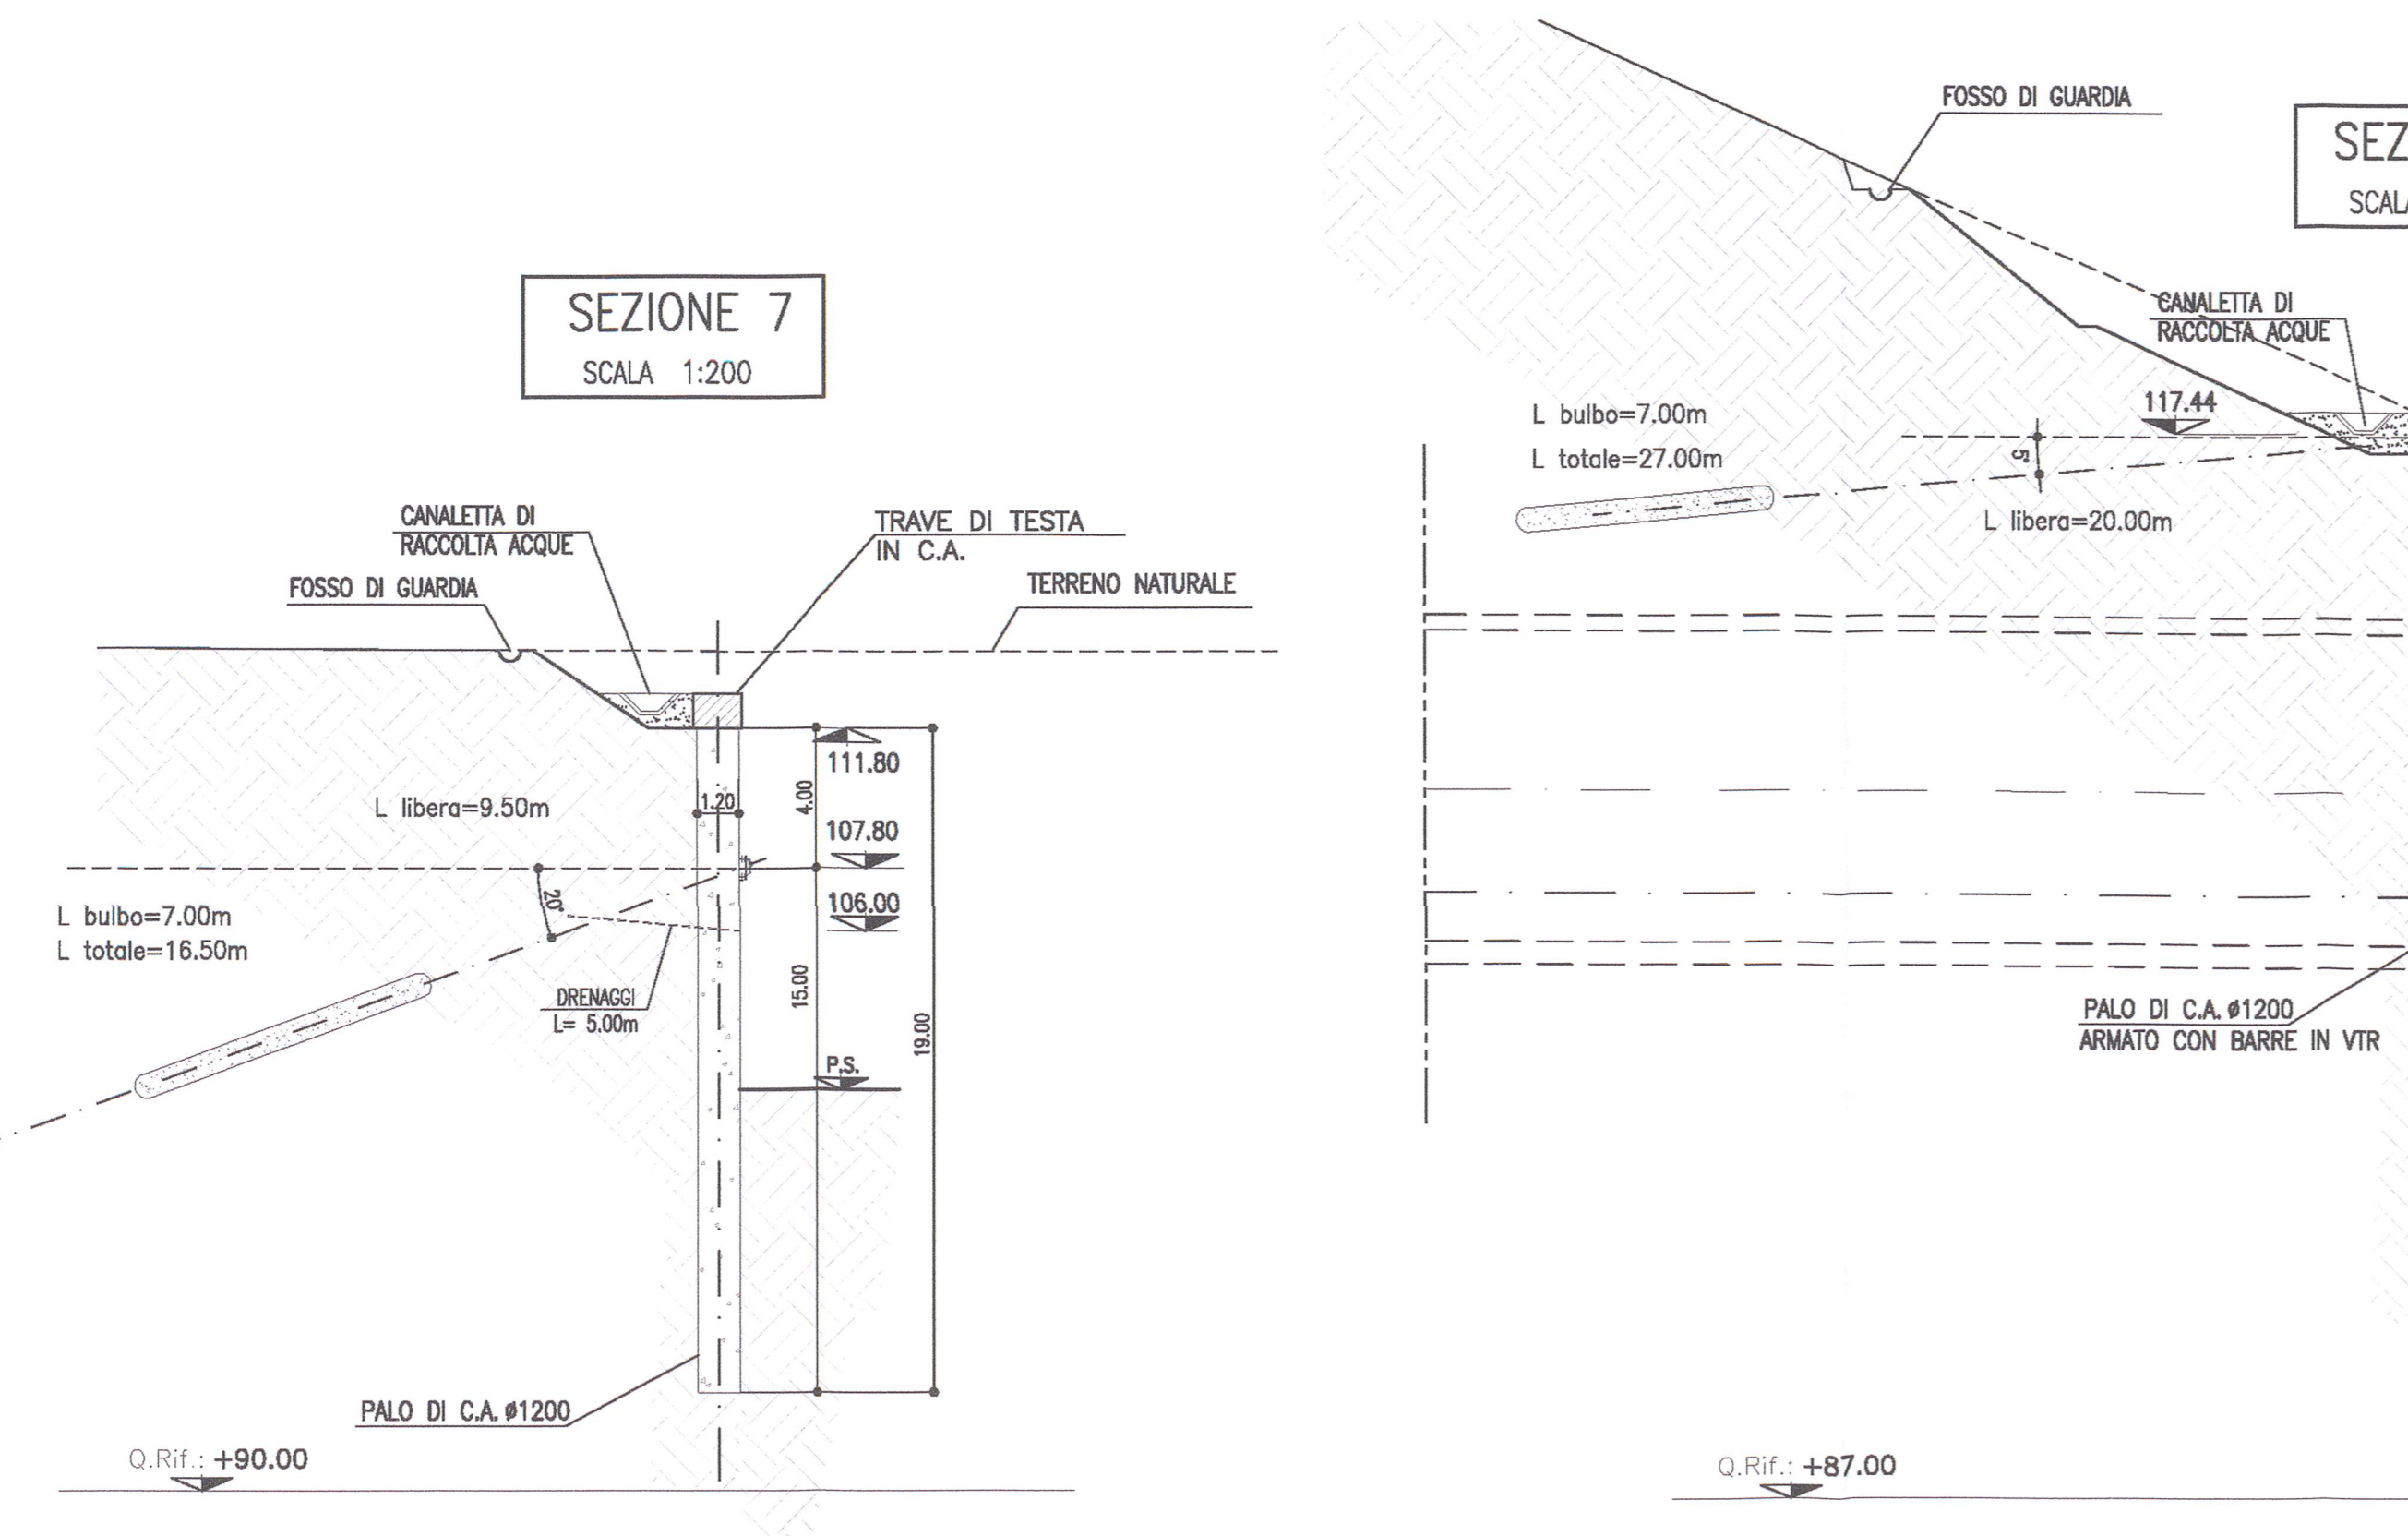 SEZIONE 7
SCALA 1:200
CANALETTA DI
RACCOLTA ACQUE
FOSSO DI GUARDIA
TRAVE DI TESTA
IN C.A.
TERRENO NATURALE
111.80
L libera=9.50m
1.20
4.00
107.80
106.00
20°
L bulbo=7.00m
L totale=16.50m
DRENAGGI
L= 5.00m
15.00
19.00
P.S.
PALO DI C.A. ø1200
Q.Rif.: +90.00
FOSSO DI GUARDIA
SEZ
SCALA
CANALETTA DI
RACCOLTA ACQUE
117.44
L bulbo=7.00m
L totale=27.00m
5°
L libera=20.00m
PALO DI C.A. ø1200
ARMATO CON BARRE IN VTR
Q.Rif.: +87.00